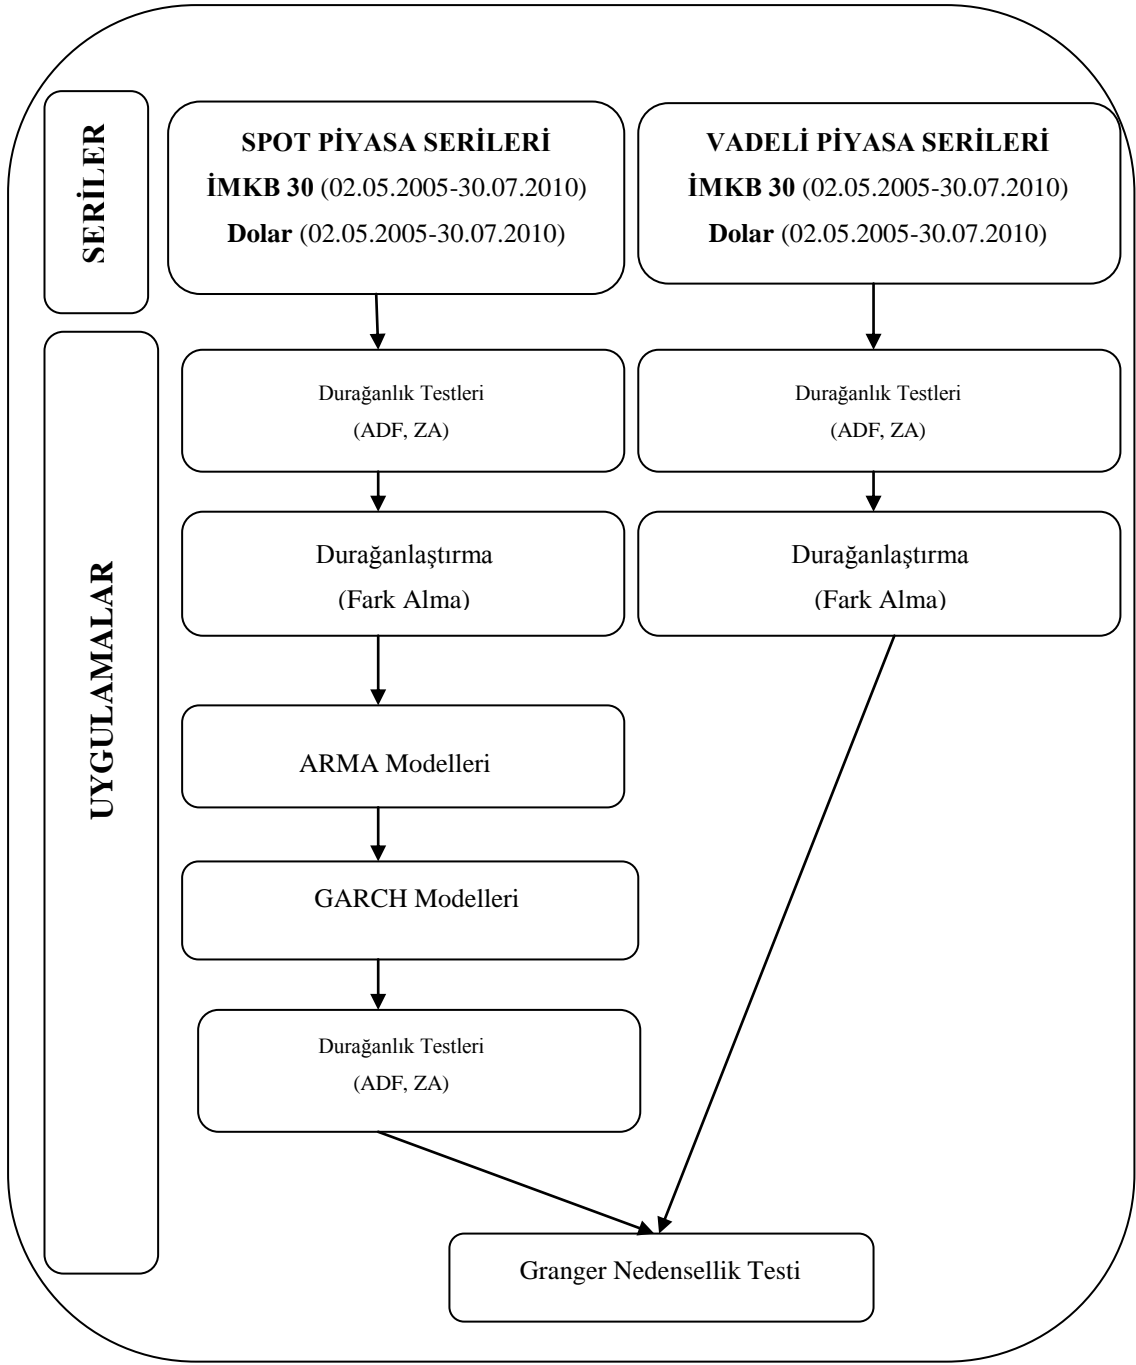 SERİLER
SPOT PİYASA SERİLERİ
İMKB 30 (02.05.2005-30.07.2010)
Dolar (02.05.2005-30.07.2010)
VADELİ PİYASA SERİLERİ
İMKB 30 (02.05.2005-30.07.2010)
Dolar (02.05.2005-30.07.2010)
UYGULAMALAR
Durağanlık Testleri
(ADF, ZA)
Durağanlık Testleri
(ADF, ZA)
Durağanlaştırma
(Fark Alma)
Durağanlaştırma
(Fark Alma)
ARMA Modelleri
GARCH Modelleri
Durağanlık Testleri
(ADF, ZA)
Granger Nedensellik Testi